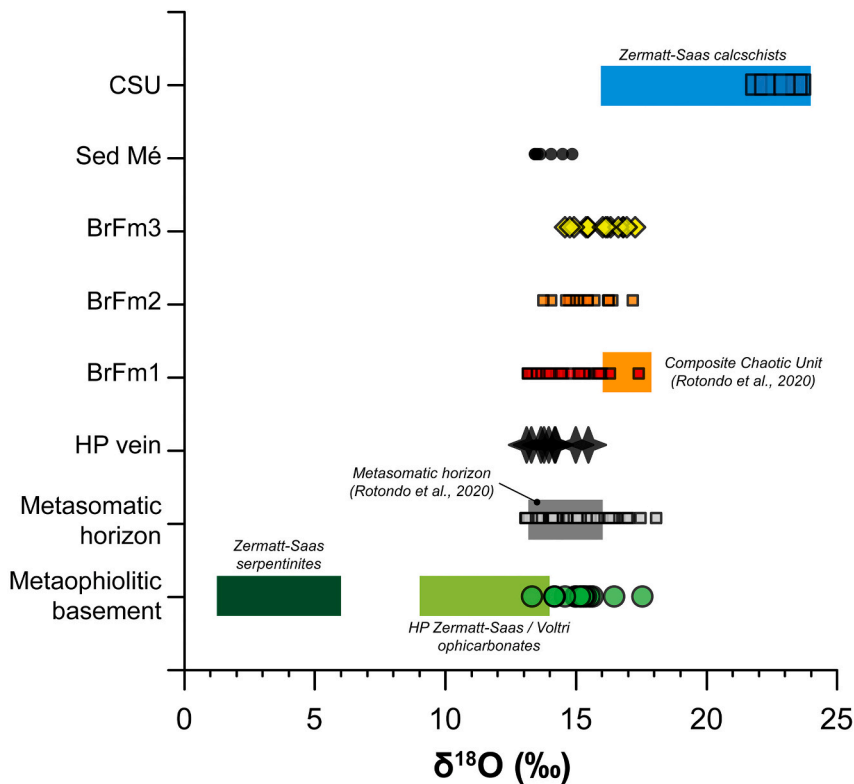 Zermatt-Saas calcschists
CSU
Sed Mé
BrFm3
BrFm2
BrFm1
Composite Chaotic Unit
(Rotondo et al., 2020)
HP vein
Metasomatic horizon
(Rotondo et al., 2020)
Metasomatic
horizon
Zermatt-Saas
serpentinites
Metaophiolitic
basement
HP Zermatt-Saas / Voltri
ophicarbonates
0 5 10 15 20 25
δ¹⁸O (‰)